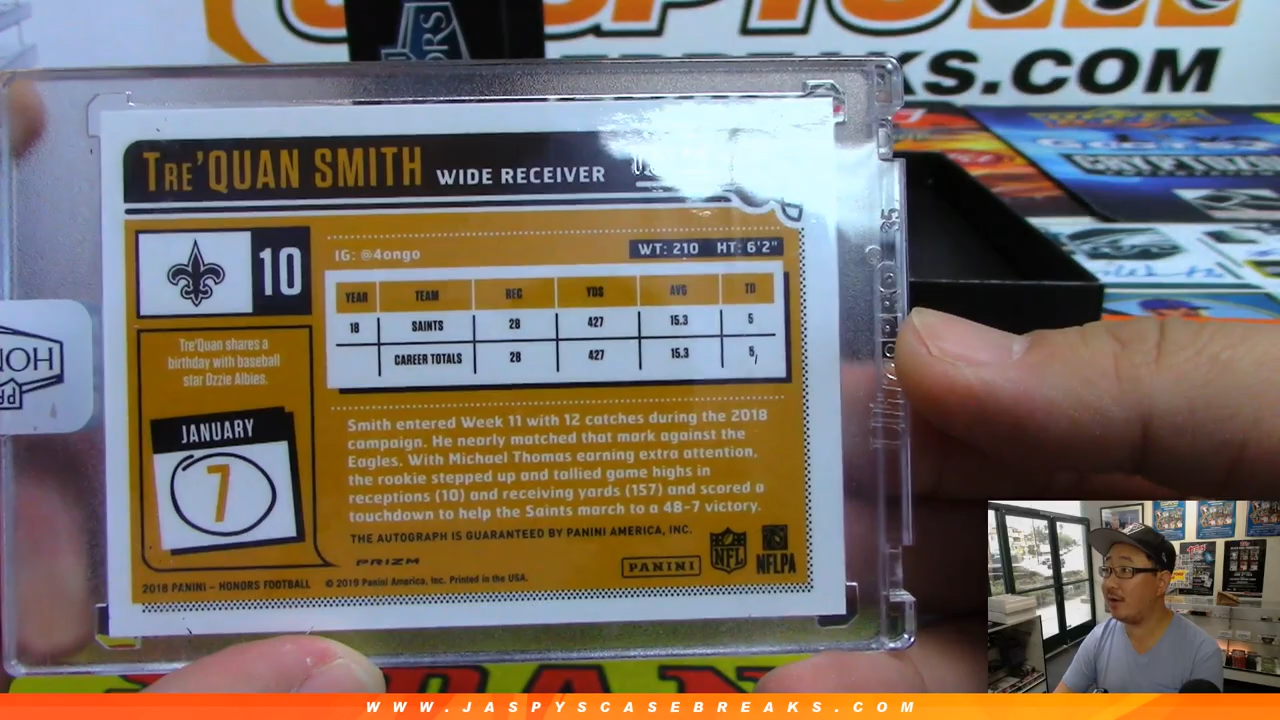 BREAKS.COM
TRE'QUAN SMITH WIDE RECEIVER
10
IG: @4ongo
WT: 210 HT: 6'2"
YEAR TEAM REC YDS AVG TD
18 SAINTS 28 427 15.3 5
CAREER TOTALS 28 427 15.3 5
Tre'Quan shares a
birthday with baseball
star Ozzie Albies.
JANUARY
7
Smith entered Week 11 with 12 catches during the 2018
campaign. He nearly matched that mark against the
Eagles. With Michael Thomas earning extra attention,
the rookie stepped up and tallied game highs in
receptions (10) and receiving yards (157) and scored a
touchdown to help the Saints march to a 48-7 victory.
THE AUTOGRAPH IS GUARANTEED BY PANINI AMERICA, INC.
PRIZM
PANINI
NFL
NFLPA
2018 PANINI – HONORS FOOTBALL © 2019 Panini America, Inc. Printed in the USA.
WWW.JASPYSCASEBREAKS.COM